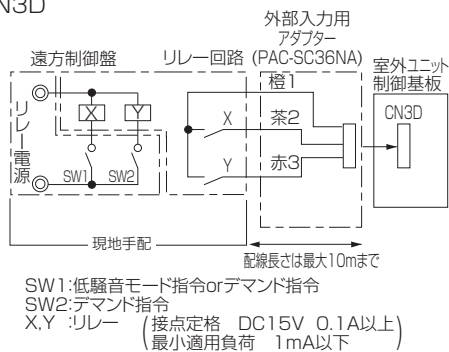 CN3D
外部入力用
アダプター
(PAC-SC36NA)
遠方制御盤
リレー回路
室外ユニット
制御基板
橙1
X
Y
X
茶2
CN3D
リレー電源
Y
赤3
SW1
SW2
現地手配
配線長さは最大10mまで
SW1:低騒音モード指令orデマンド指令
SW2:デマンド指令
X,Y :リレー (接点定格 DC15V 0.1A以上
最小適用負荷 1mA以下)